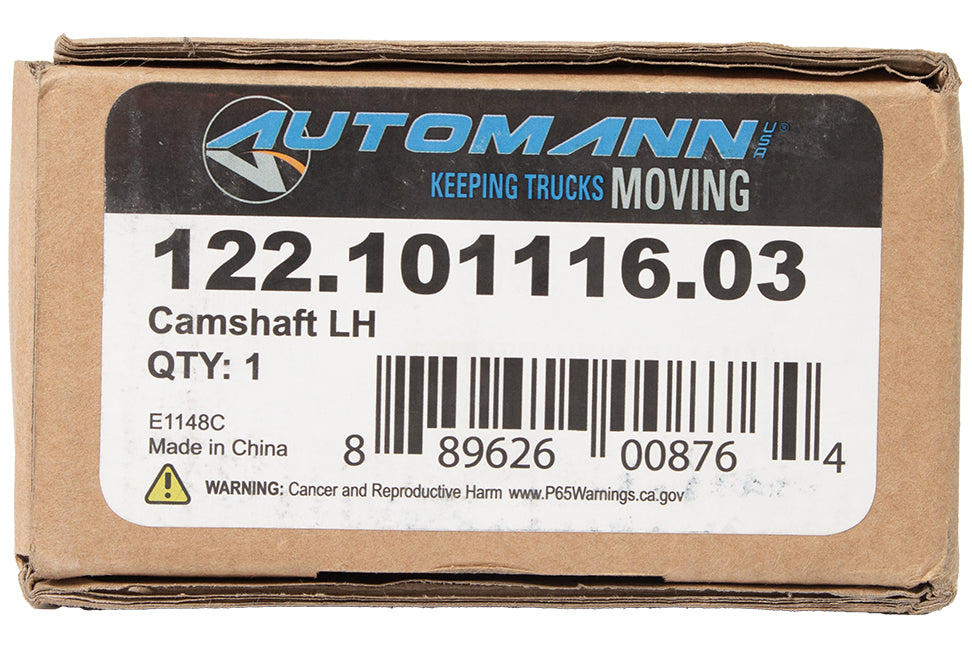 AUTOMANN USA®
KEEPING TRUCKS MOVING
122.101116.03
Camshaft LH
QTY: 1
E1148C
Made in China
8 89626 00876 4
WARNING: Cancer and Reproductive Harm www.P65Warnings.ca.gov